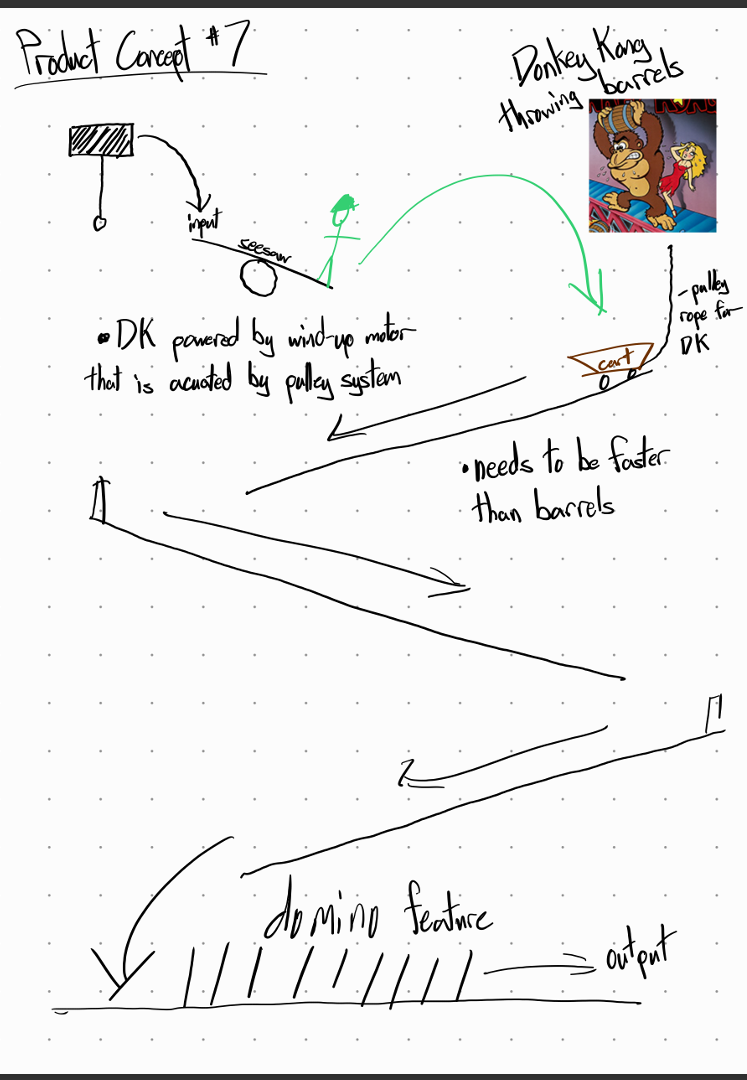 Product Concept #7
Donkey Kong
throwing barrels
KONG
input
seesaw
- pulley
rope for
DK
• DK powered by wind-up motor
that is acuated by pulley system
cart
• needs to be faster
than barrels
domino feature
output